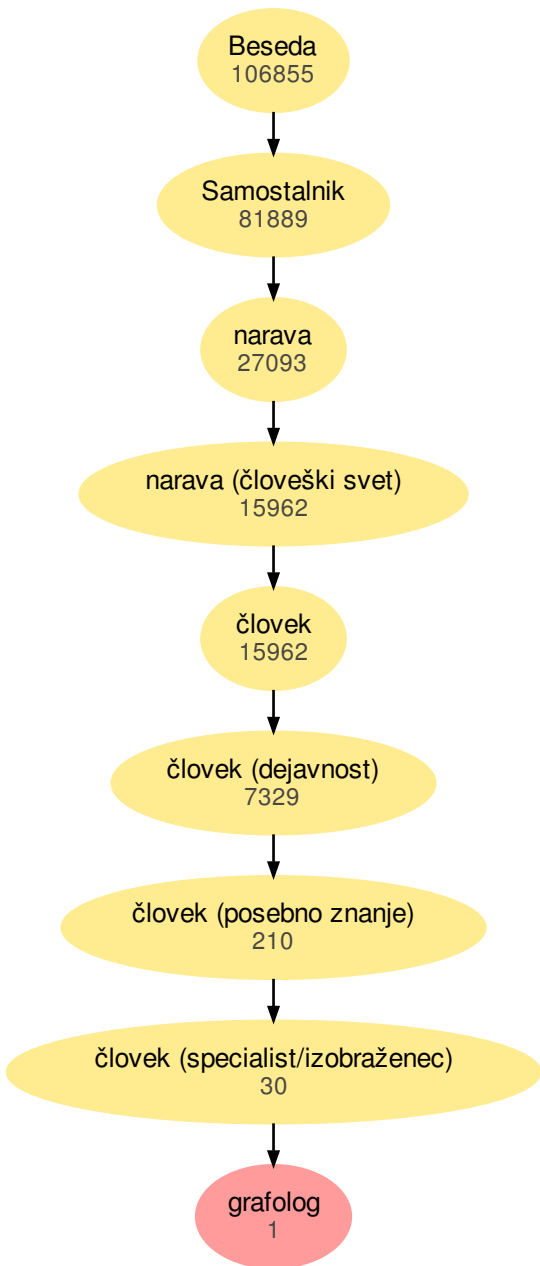 Beseda
106855
Samostalnik
81889
narava
27093
narava (človeški svet)
15962
človek
15962
človek (dejavnost)
7329
človek (posebno znanje)
210
človek (specialist/izobraženec)
30
grafolog
1